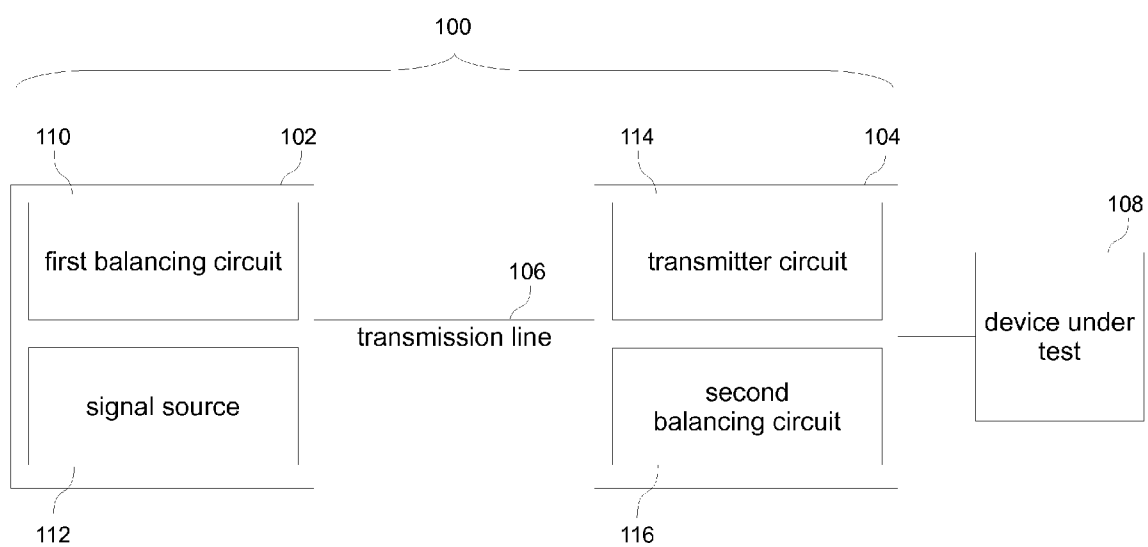 100
110
102
114
104
108
first balancing circuit
106
transmission line
transmitter circuit
device under
test
signal source
second
balancing circuit
112
116